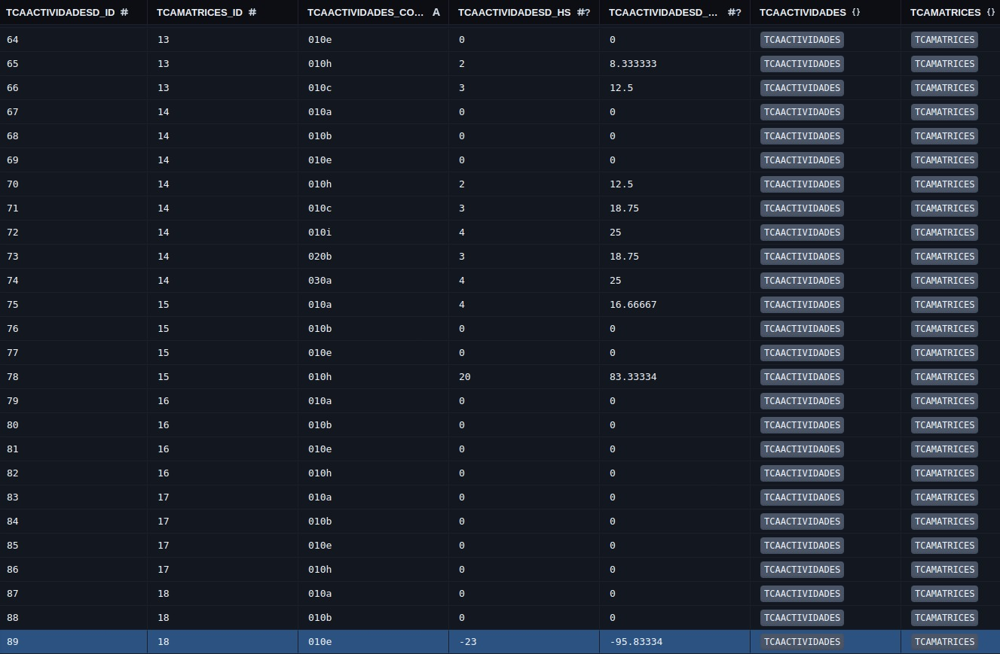 TCAACTIVIDADESD_ID # TCAMATRICES_ID # TCAACTIVIDADES_CO... A TCAACTIVIDADESD_HS #? TCAACTIVIDADESD_... #? TCAACTIVIDADES {} TCAMATRICES {}
64 13 010e 0 0 TCAACTIVIDADES TCAMATRICES
65 13 010h 2 8.333333 TCAACTIVIDADES TCAMATRICES
66 13 010c 3 12.5 TCAACTIVIDADES TCAMATRICES
67 14 010a 0 0 TCAACTIVIDADES TCAMATRICES
68 14 010b 0 0 TCAACTIVIDADES TCAMATRICES
69 14 010e 0 0 TCAACTIVIDADES TCAMATRICES
70 14 010h 2 12.5 TCAACTIVIDADES TCAMATRICES
71 14 010c 3 18.75 TCAACTIVIDADES TCAMATRICES
72 14 010i 4 25 TCAACTIVIDADES TCAMATRICES
73 14 020b 3 18.75 TCAACTIVIDADES TCAMATRICES
74 14 030a 4 25 TCAACTIVIDADES TCAMATRICES
75 15 010a 4 16.66667 TCAACTIVIDADES TCAMATRICES
76 15 010b 0 0 TCAACTIVIDADES TCAMATRICES
77 15 010e 0 0 TCAACTIVIDADES TCAMATRICES
78 15 010h 20 83.33334 TCAACTIVIDADES TCAMATRICES
79 16 010a 0 0 TCAACTIVIDADES TCAMATRICES
80 16 010b 0 0 TCAACTIVIDADES TCAMATRICES
81 16 010e 0 0 TCAACTIVIDADES TCAMATRICES
82 16 010h 0 0 TCAACTIVIDADES TCAMATRICES
83 17 010a 0 0 TCAACTIVIDADES TCAMATRICES
84 17 010b 0 0 TCAACTIVIDADES TCAMATRICES
85 17 010e 0 0 TCAACTIVIDADES TCAMATRICES
86 17 010h 0 0 TCAACTIVIDADES TCAMATRICES
87 18 010a 0 0 TCAACTIVIDADES TCAMATRICES
88 18 010b 0 0 TCAACTIVIDADES TCAMATRICES
89 18 010e -23 -95.83334 TCAACTIVIDADES TCAMATRICES